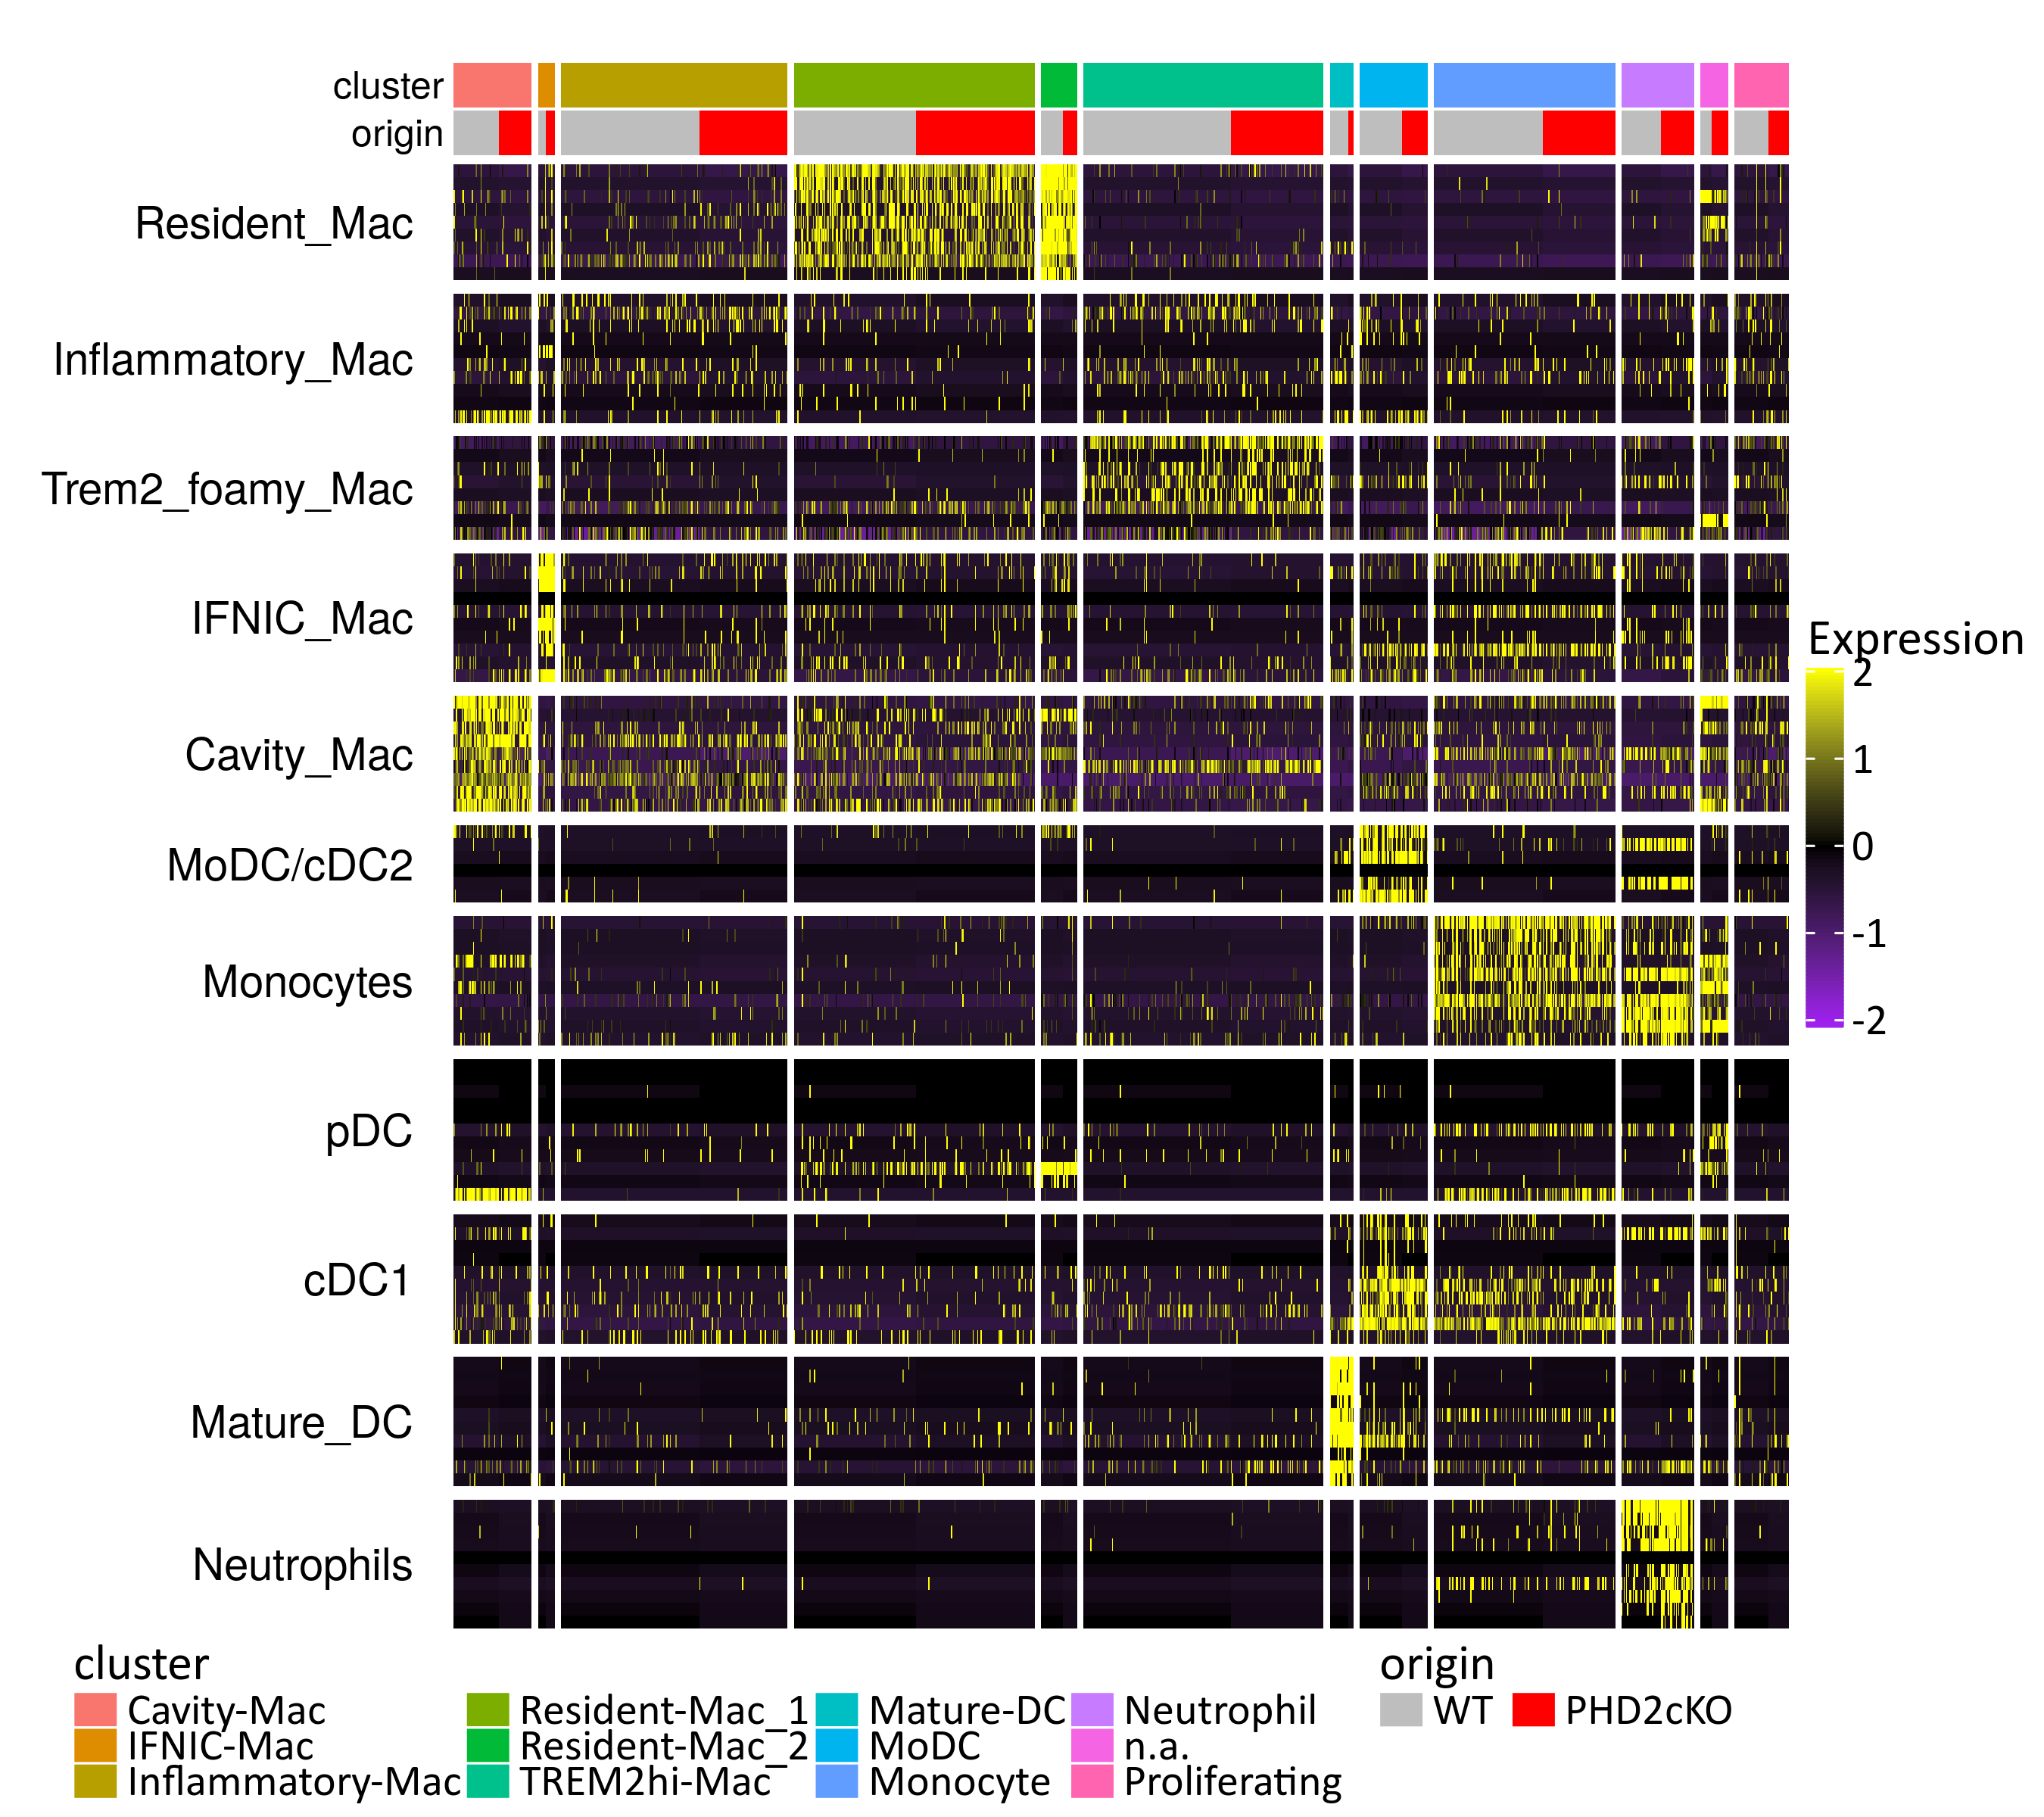 cluster
origin
Resident_Mac
Inflammatory_Mac
Trem2_foamy_Mac
IFNIC_Mac
Cavity_Mac
MoDC/cDC2
Monocytes
pDC
cDC1
Mature_DC
Neutrophils
Expression
2
1
0
-1
-2
cluster
Cavity-Mac
IFNIC-Mac
Inflammatory-Mac
Resident-Mac_1
Resident-Mac_2
TREM2hi-Mac
Mature-DC
MoDC
Monocyte
Neutrophil
n.a.
Proliferating
origin
WT
PHD2cKO